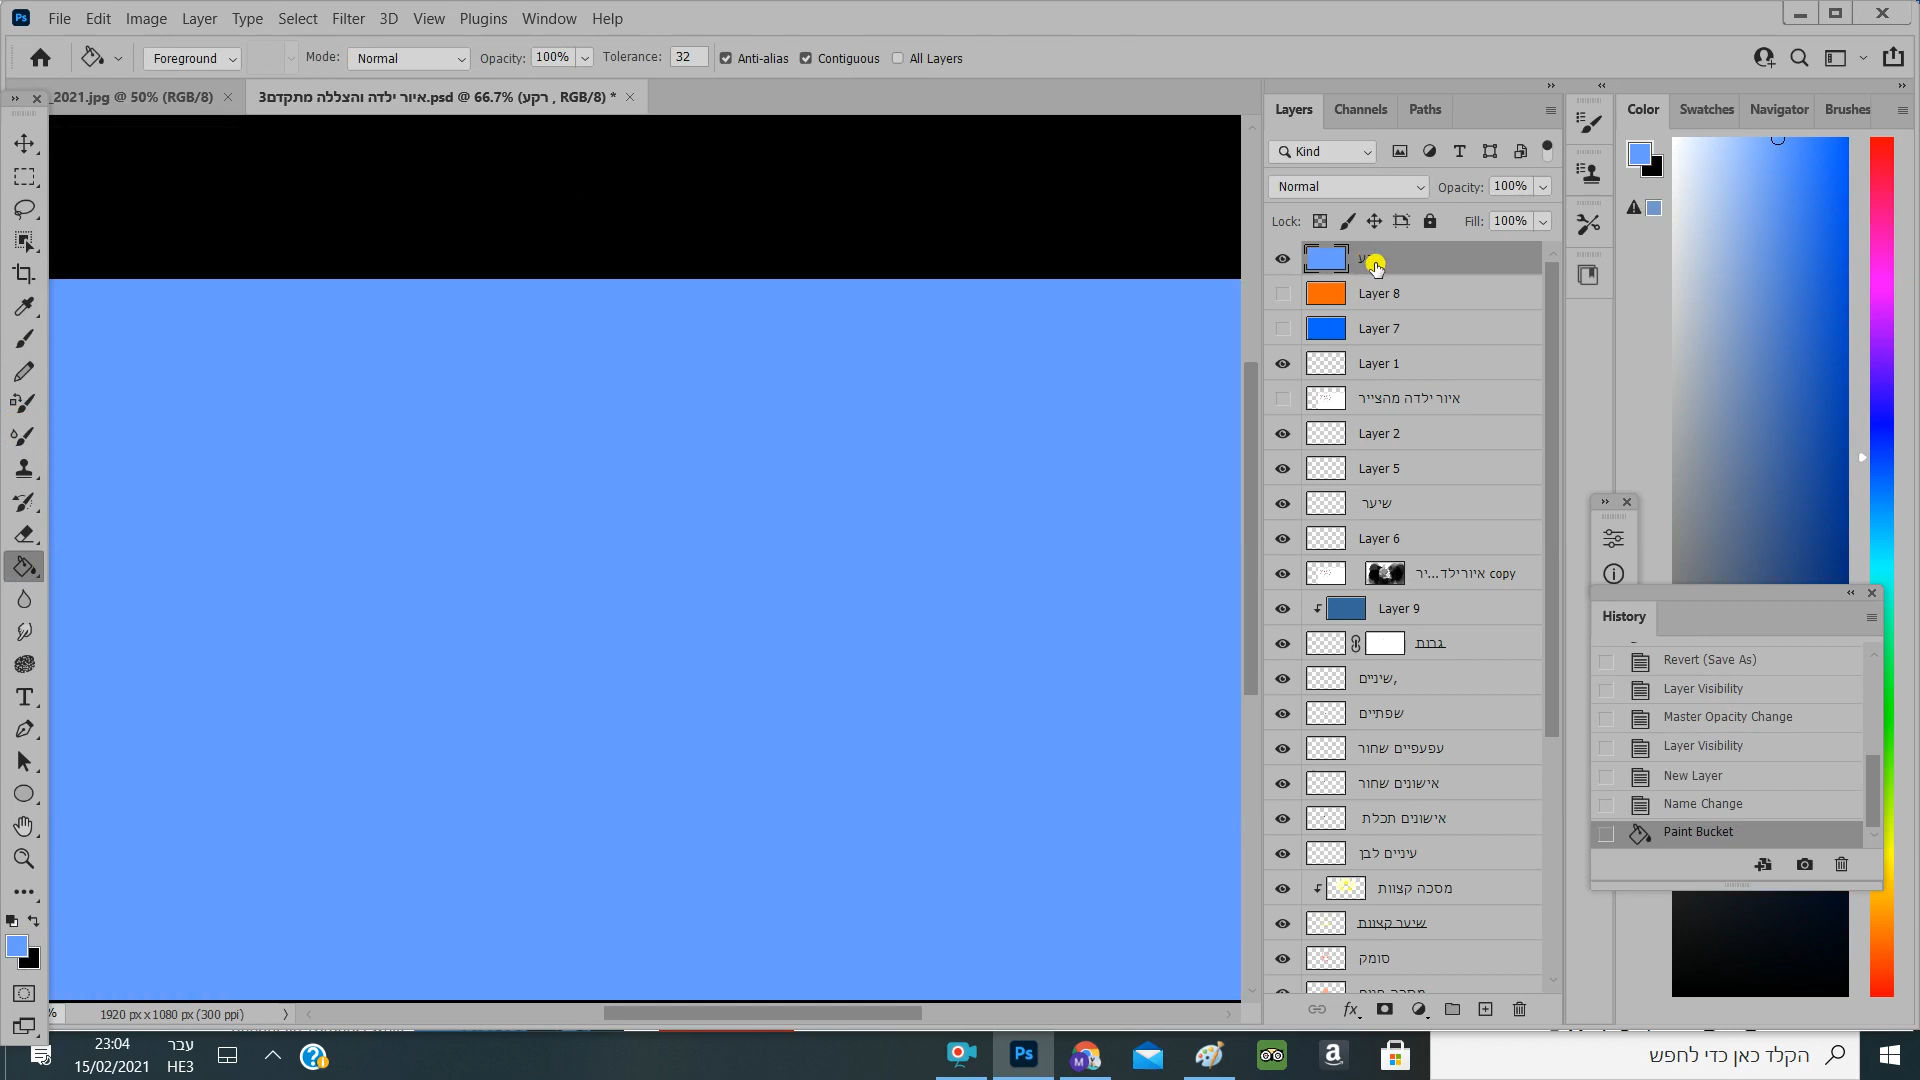 Ps File Edit Image Layer Type Select Filter 3D View Plugins Window Help
Foreground Mode: Normal Opacity: 100% Tolerance: 32 Anti-alias Contiguous All Layers
_2021.jpg @ 50% (RGB/8)
איור ילדה והצללה מתקדם3.psd @ 66.7% (רקע , RGB/8) *
Layers Channels Paths
Color Swatches Navigator Brushes
Kind
Normal Opacity: 100%
Lock: Fill: 100%
Layer 8
Layer 7
Layer 1
איור ילדה מהצייר
Layer 2
Layer 5
שיער
Layer 6
איורילד...יר copy
Layer 9
גבות
שיניים,
שפתיים
עפעפיים שחור
אישונים שחור
אישונים תכלת
עיניים לבן
מסכה קצוות
שיער קצוות
סומק
History
Revert (Save As)
Layer Visibility
Master Opacity Change
Layer Visibility
New Layer
Name Change
Paint Bucket
% 1920 px x 1080 px (300 ppi)
23:04
15/02/2021
עבר
HE3
Ps
M Y
a
הקלד כאן כדי לחפש